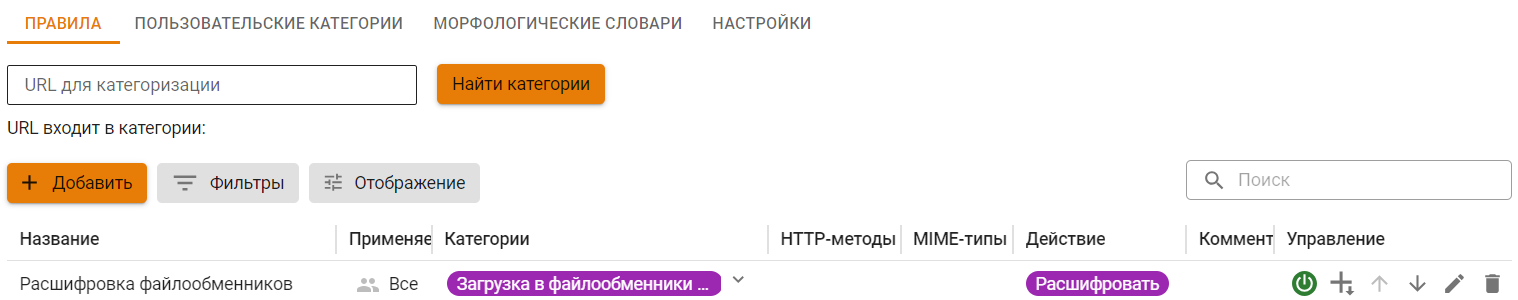 ПРАВИЛА ПОЛЬЗОВАТЕЛЬСКИЕ КАТЕГОРИИ МОРФОЛОГИЧЕСКИЕ СЛОВАРИ НАСТРОЙКИ
URL для категоризации Найти категории
URL входит в категории:
Добавить Фильтры Отображение Поиск
Название Применяе Категории HTTP-методы MIME-типы Действие Коммент Управление
Расшифровка файлообменников Все Загрузка в файлообменники ... Расшифровать